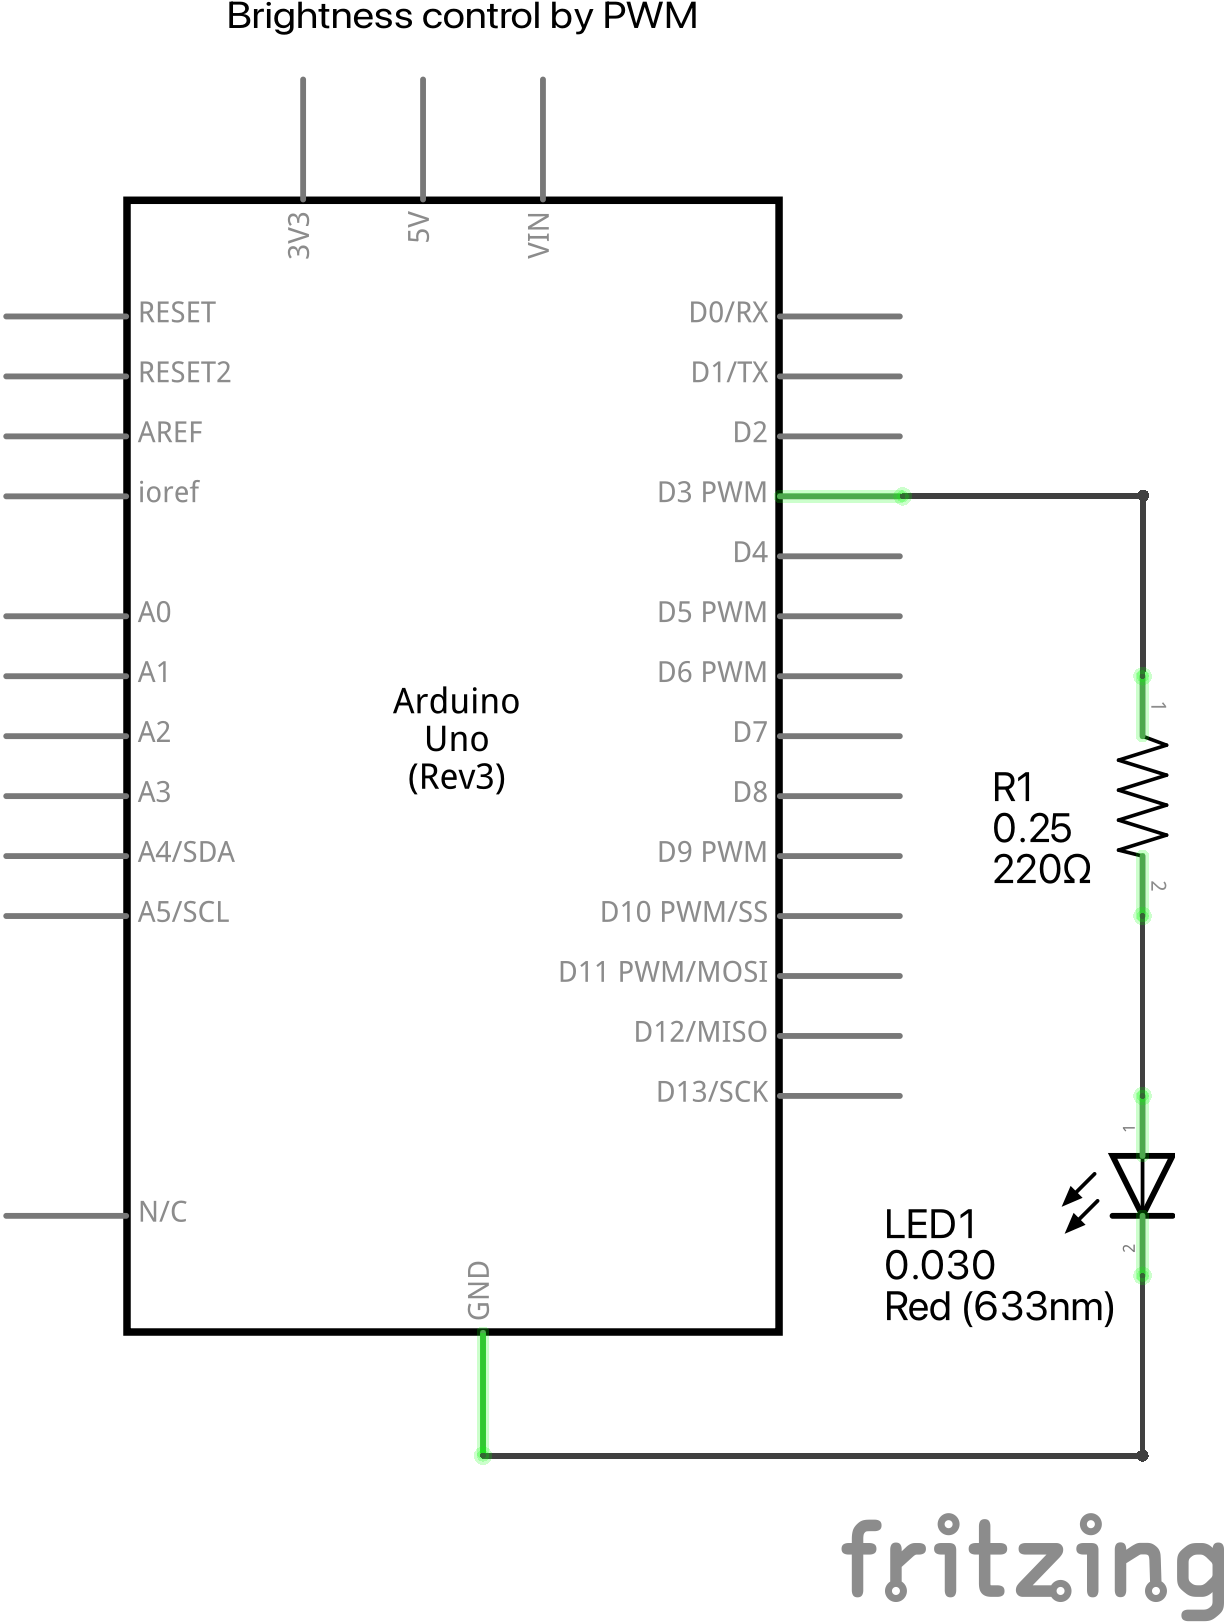 Brightness control by PWM
3V3
5V
VIN
RESET
RESET2
AREF
ioref
A0
A1
A2
A3
A4/SDA
A5/SCL
N/C
Arduino
Uno
(Rev3)
D0/RX
D1/TX
D2
D3 PWM
D4
D5 PWM
D6 PWM
D7
D8
D9 PWM
D10 PWM/SS
D11 PWM/MOSI
D12/MISO
D13/SCK
GND
1
R1
0.25
220Ω
2
1
LED1
0.030
Red (633nm)
2
fritzing